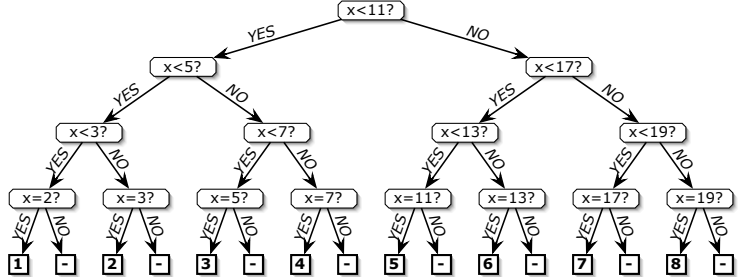 x<11?
YES NO
x<5? x<17?
YES NO YES NO
x<3? x<7? x<13? x<19?
YES NO YES NO YES NO YES NO
x=2? x=3? x=5? x=7? x=11? x=13? x=17? x=19?
YES NO YES NO YES NO YES NO YES NO YES NO YES NO YES NO
1 - 2 - 3 - 4 - 5 - 6 - 7 - 8 -